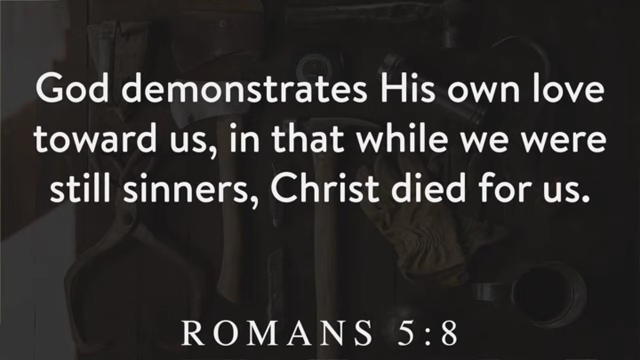 God demonstrates His own love
toward us, in that while we were
still sinners, Christ died for us.
ROMANS 5:8